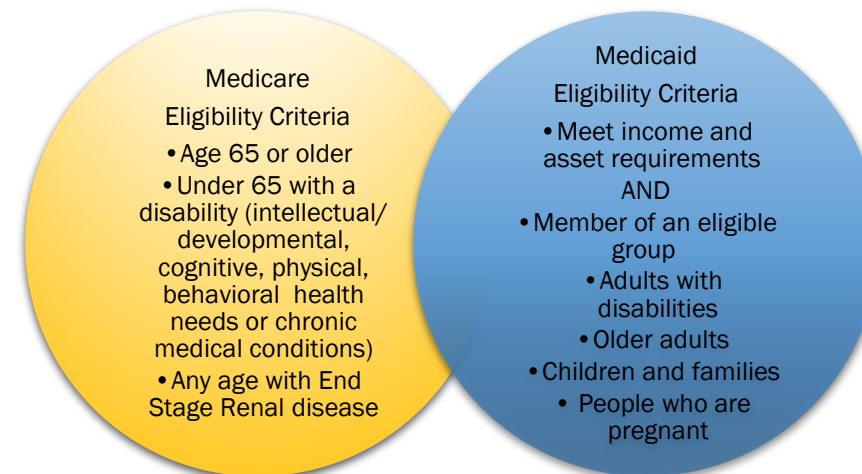 Medicare
Eligibility Criteria
•Age 65 or older
•Under 65 with a
disability (intellectual/
developmental,
cognitive, physical,
behavioral health
needs or chronic
medical conditions)
•Any age with End
Stage Renal disease
Medicaid
Eligibility Criteria
•Meet income and
asset requirements
AND
•Member of an eligible
group
•Adults with
disabilities
•Older adults
•Children and families
• People who are
pregnant